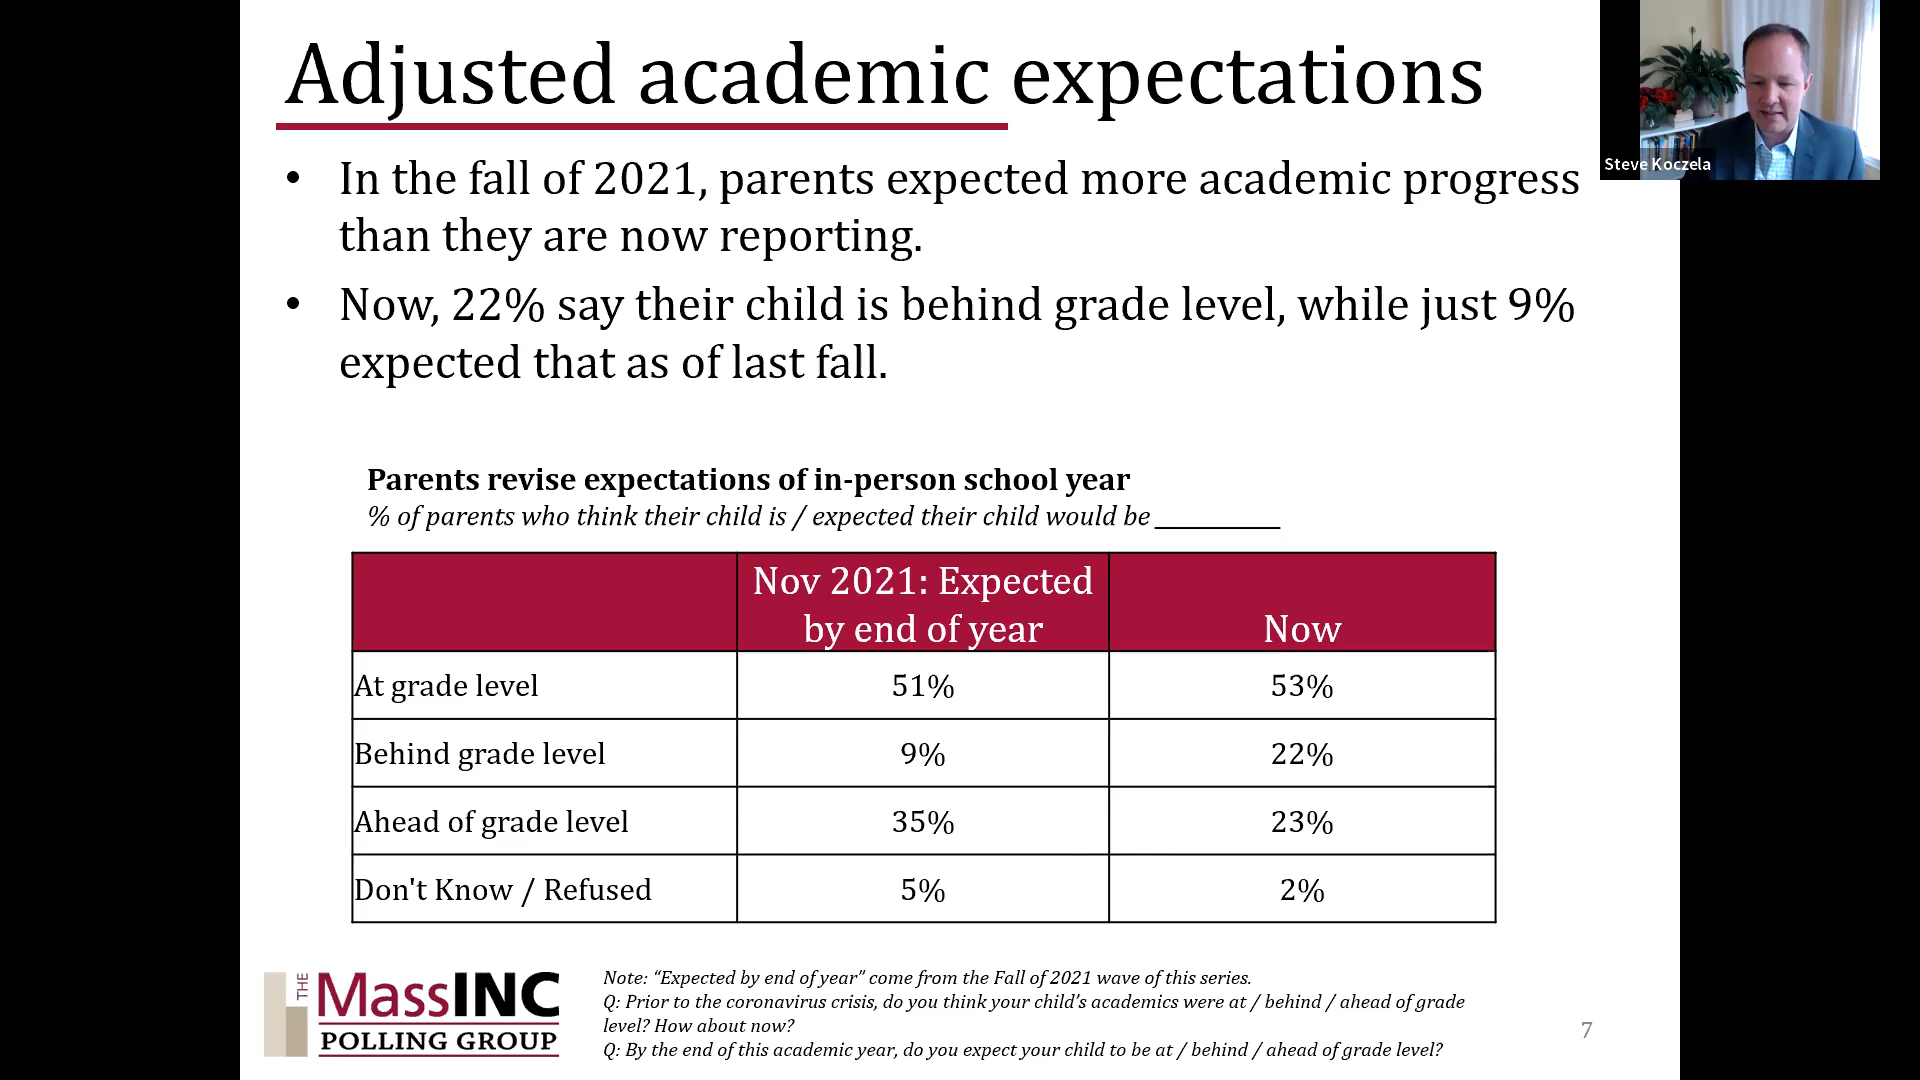 Adjusted academic expectations
Steve Koczela
• In the fall of 2021, parents expected more academic progress
than they are now reporting.
• Now, 22% say their child is behind grade level, while just 9%
expected that as of last fall.
Parents revise expectations of in-person school year
% of parents who think their child is / expected their child would be ___________
Nov 2021: Expected
by end of year
Now
At grade level 51% 53%
Behind grade level 9% 22%
Ahead of grade level 35% 23%
Don't Know / Refused 5% 2%
THE
MassINC
POLLING GROUP
Note: “Expected by end of year” come from the Fall of 2021 wave of this series.
Q: Prior to the coronavirus crisis, do you think your child’s academics were at / behind / ahead of grade
level? How about now?
Q: By the end of this academic year, do you expect your child to be at / behind / ahead of grade level?
7